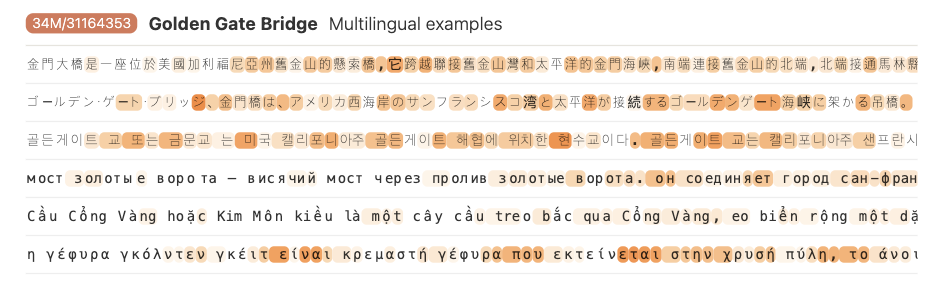 34M/31164353 Golden Gate Bridge Multilingual examples
金門大橋是一座位於美國加利福尼亞州舊金山的懸索橋,它跨越聯接舊金山灣和太平洋的金門海峽,南端連接舊金山的北端,北端接通馬林縣
ゴールデン·ゲート·ブリッジ、金門橋は、アメリカ西海岸のサンフランシスコ湾と太平洋が接続するゴールデンゲート海峡に架かる吊橋。
골든게이트 교 또는 금문교 는 미국 캘리포니아주 골든게이트 해협에 위치한 현수교이다. 골든게이트 교는 캘리포니아주 샌프란시
мост золотые ворота — висячий мост через пролив золотые ворота. он соединяет город сан-фран
Cầu Cổng Vàng hoặc Kim Môn kiều là một cây cầu treo bắc qua Cổng Vàng, eo biển rộng một dặ
η γέφυρα γκόλντεν γκέιτ είναι κρεμαστή γέφυρα που εκτείνεται στην χρυσή πύλη, το άνοι